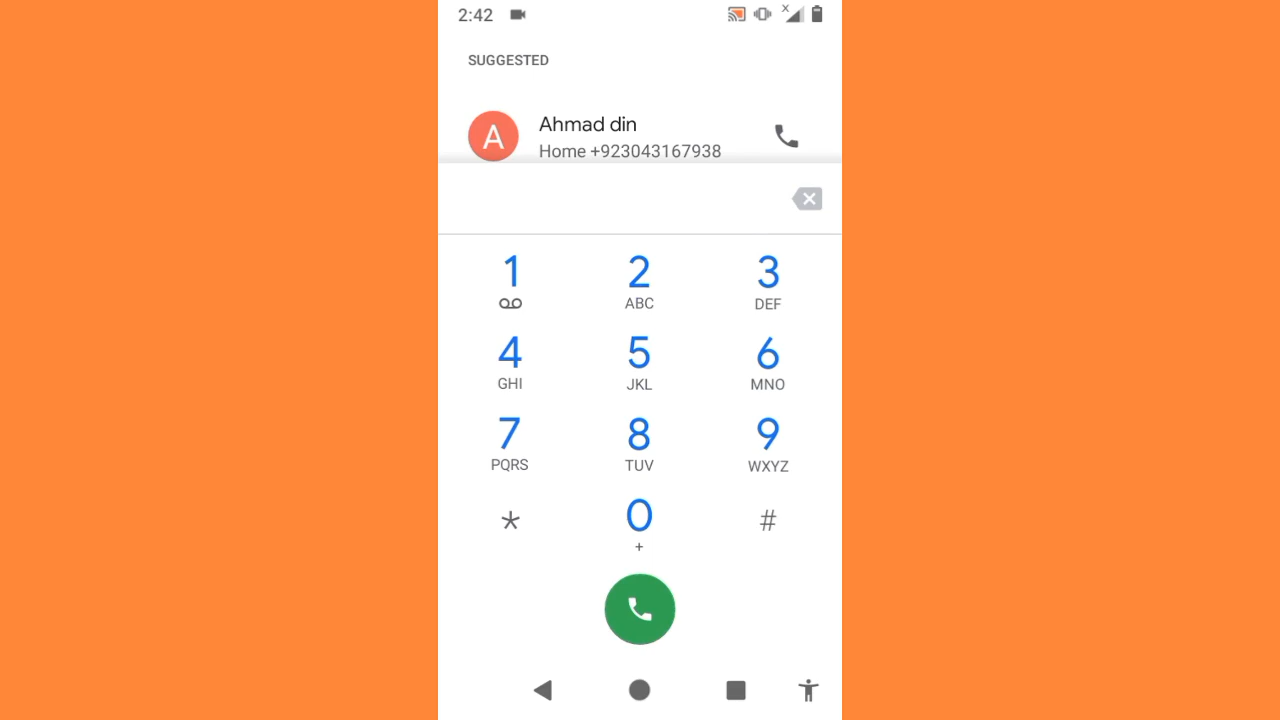 2:42
SUGGESTED
A
Ahmad din
Home +923043167938
1 2 3
ABC DEF
4 5 6
GHI JKL MNO
7 8 9
PQRS TUV WXYZ
* 0 #
+